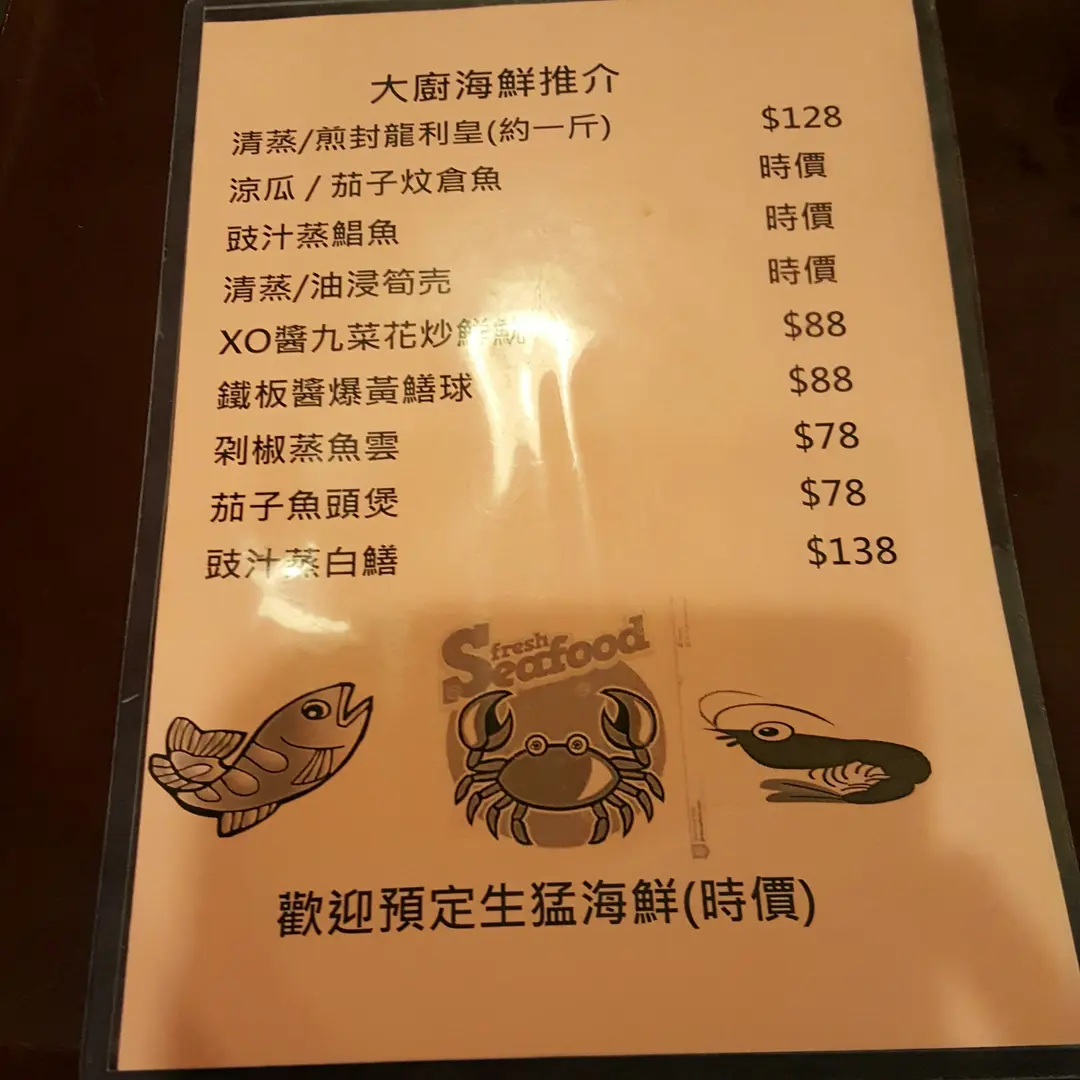 大廚海鮮推介
清蒸/煎封龍利皇(約一斤) $128
涼瓜 / 茄子炆倉魚 時價
豉汁蒸鯧魚 時價
清蒸/油浸筍壳 時價
XO醬九菜花炒鮮魷 $88
鐵板醬爆黃鱔球 $88
剁椒蒸魚雲 $78
茄子魚頭煲 $78
豉汁蒸白鱔 $138
fresh
Seafood
歡迎預定生猛海鮮(時價)